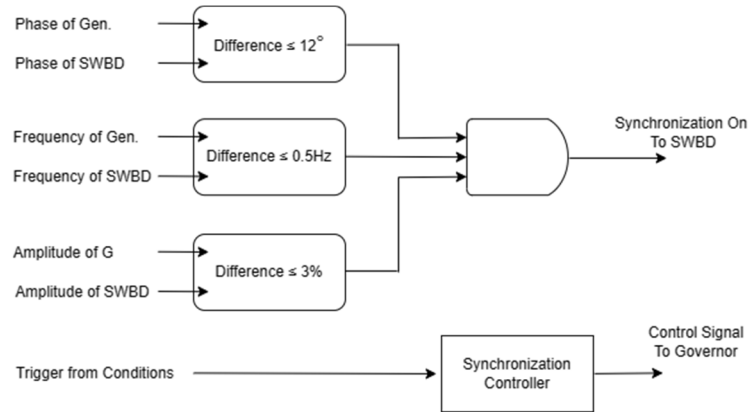 Phase of Gen.
Phase of SWBD
Difference ≤ 12°
Frequency of Gen.
Frequency of SWBD
Difference ≤ 0.5Hz
Amplitude of G
Amplitude of SWBD
Difference ≤ 3%
Synchronization On
To SWBD
Trigger from Conditions
Synchronization
Controller
Control Signal
To Governor